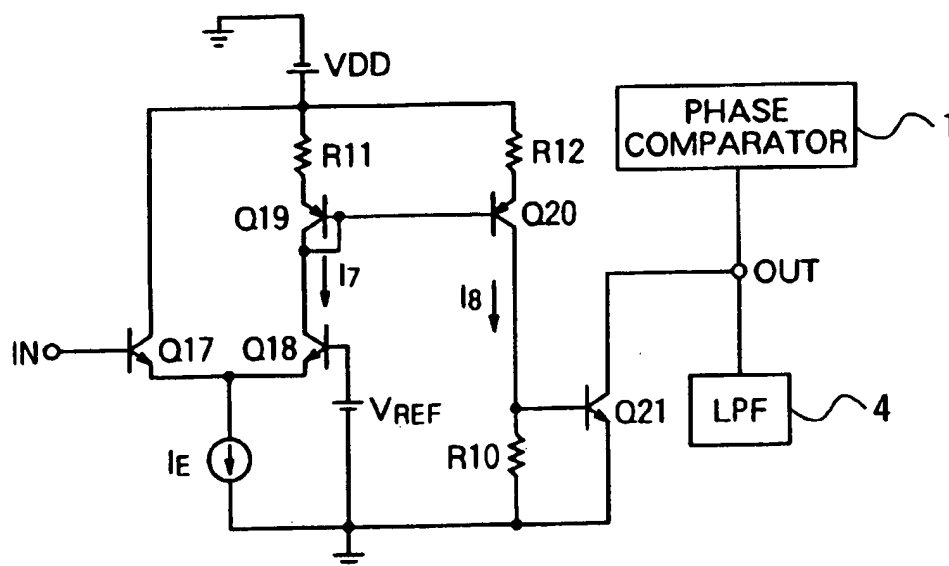 VDD
PHASE
COMPARATOR
1
R11
R12
Q19
Q20
OUT
I7
I8
IN
Q17
Q18
VREF
Q21
LPF
4
R10
IE